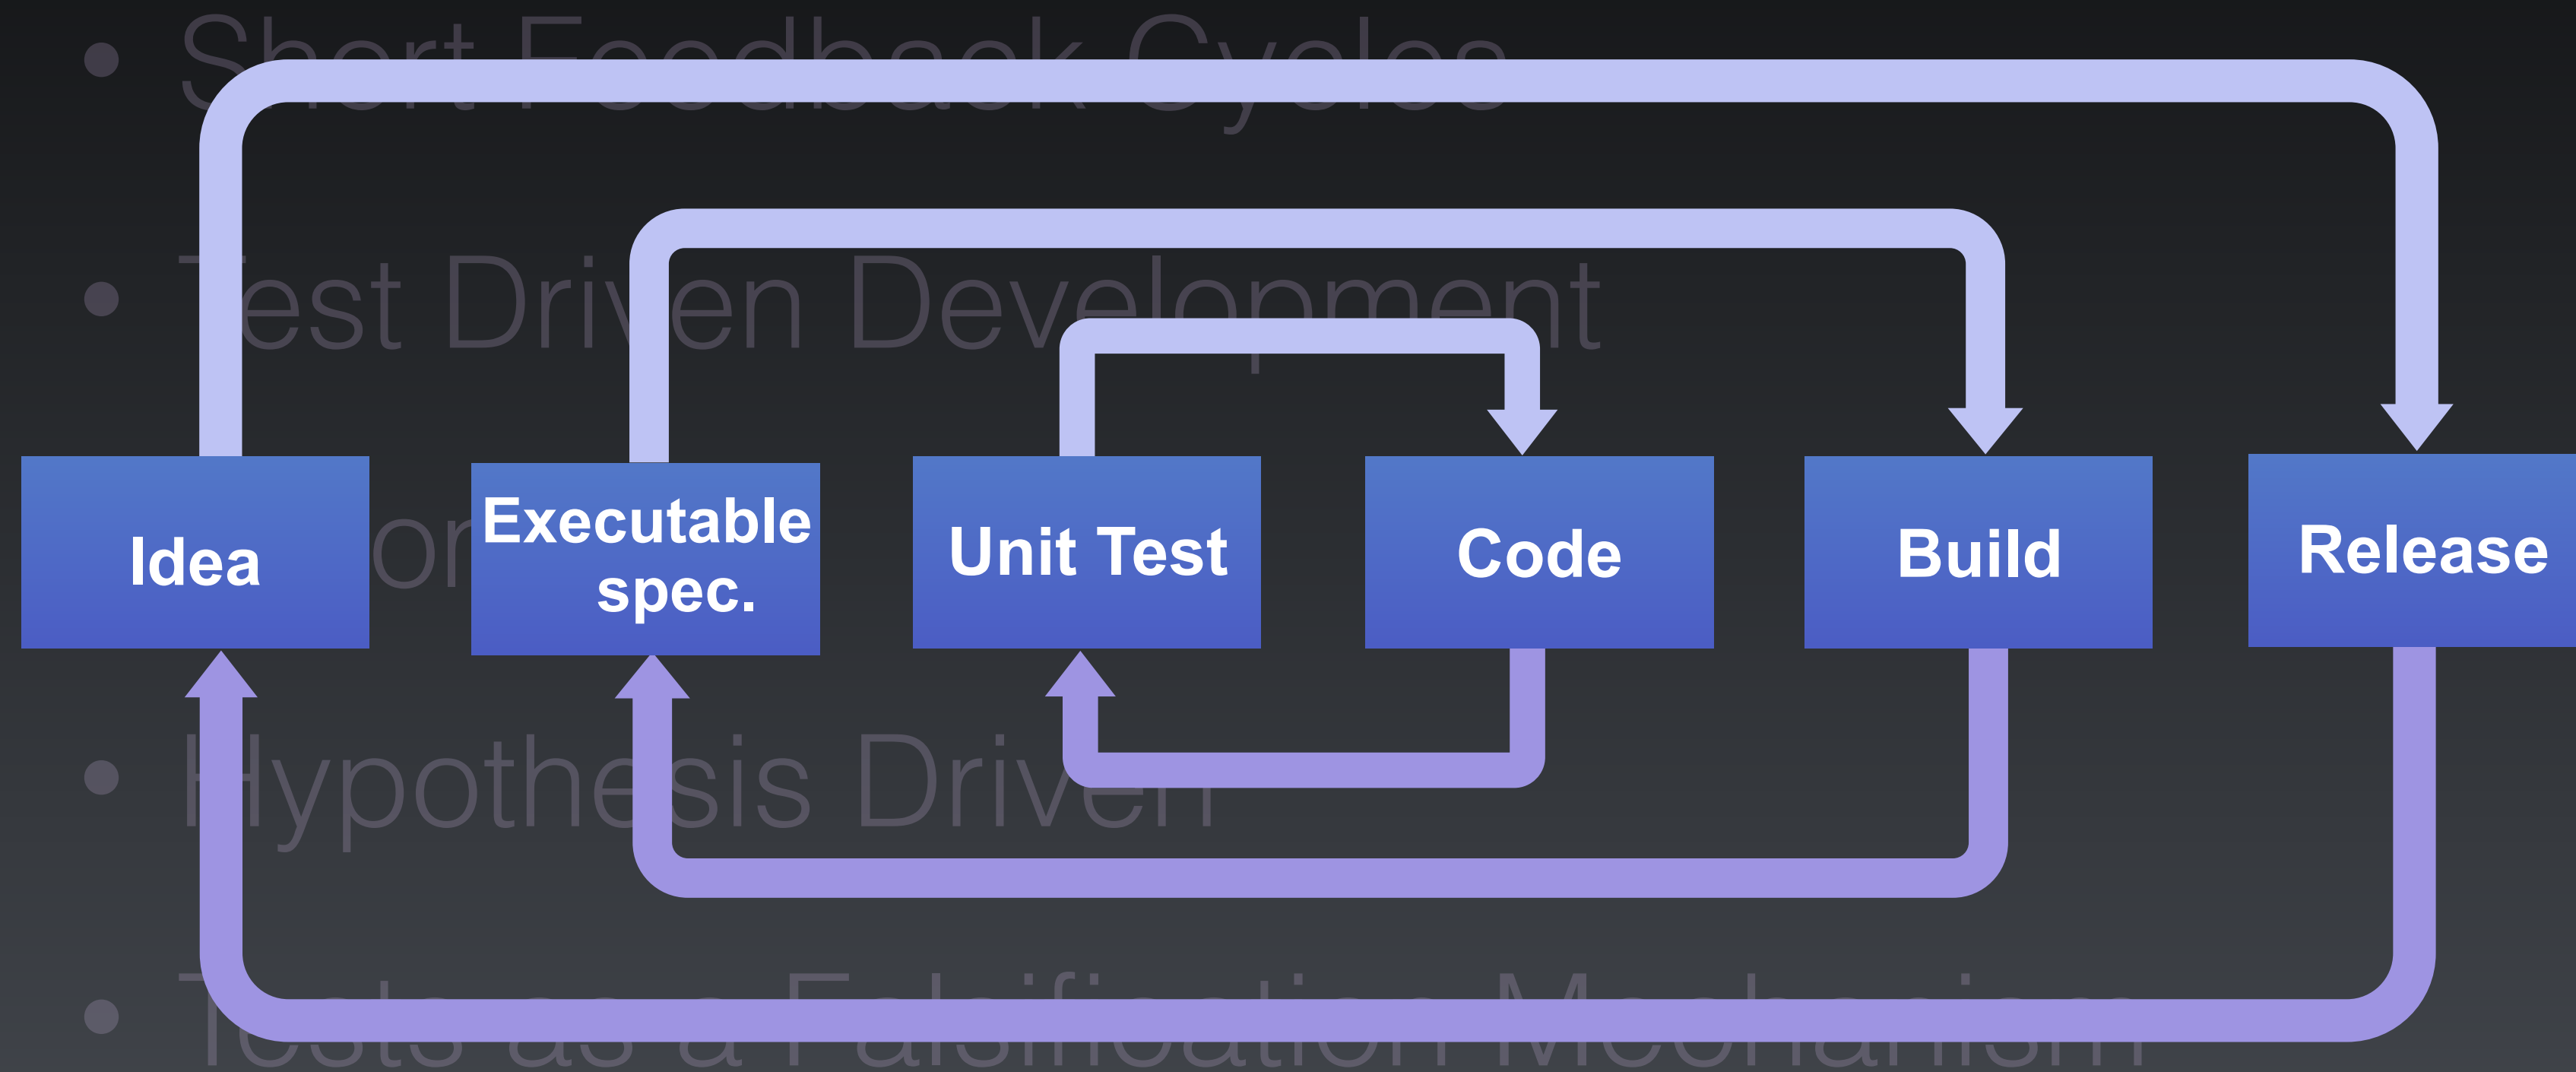 • Short Feedback Cycles
• Test Driven Development
Idea
Executable
spec.
Unit Test
Code
Build
Release
• Hypothesis Driven
• Tests as a Falsification Mechanism